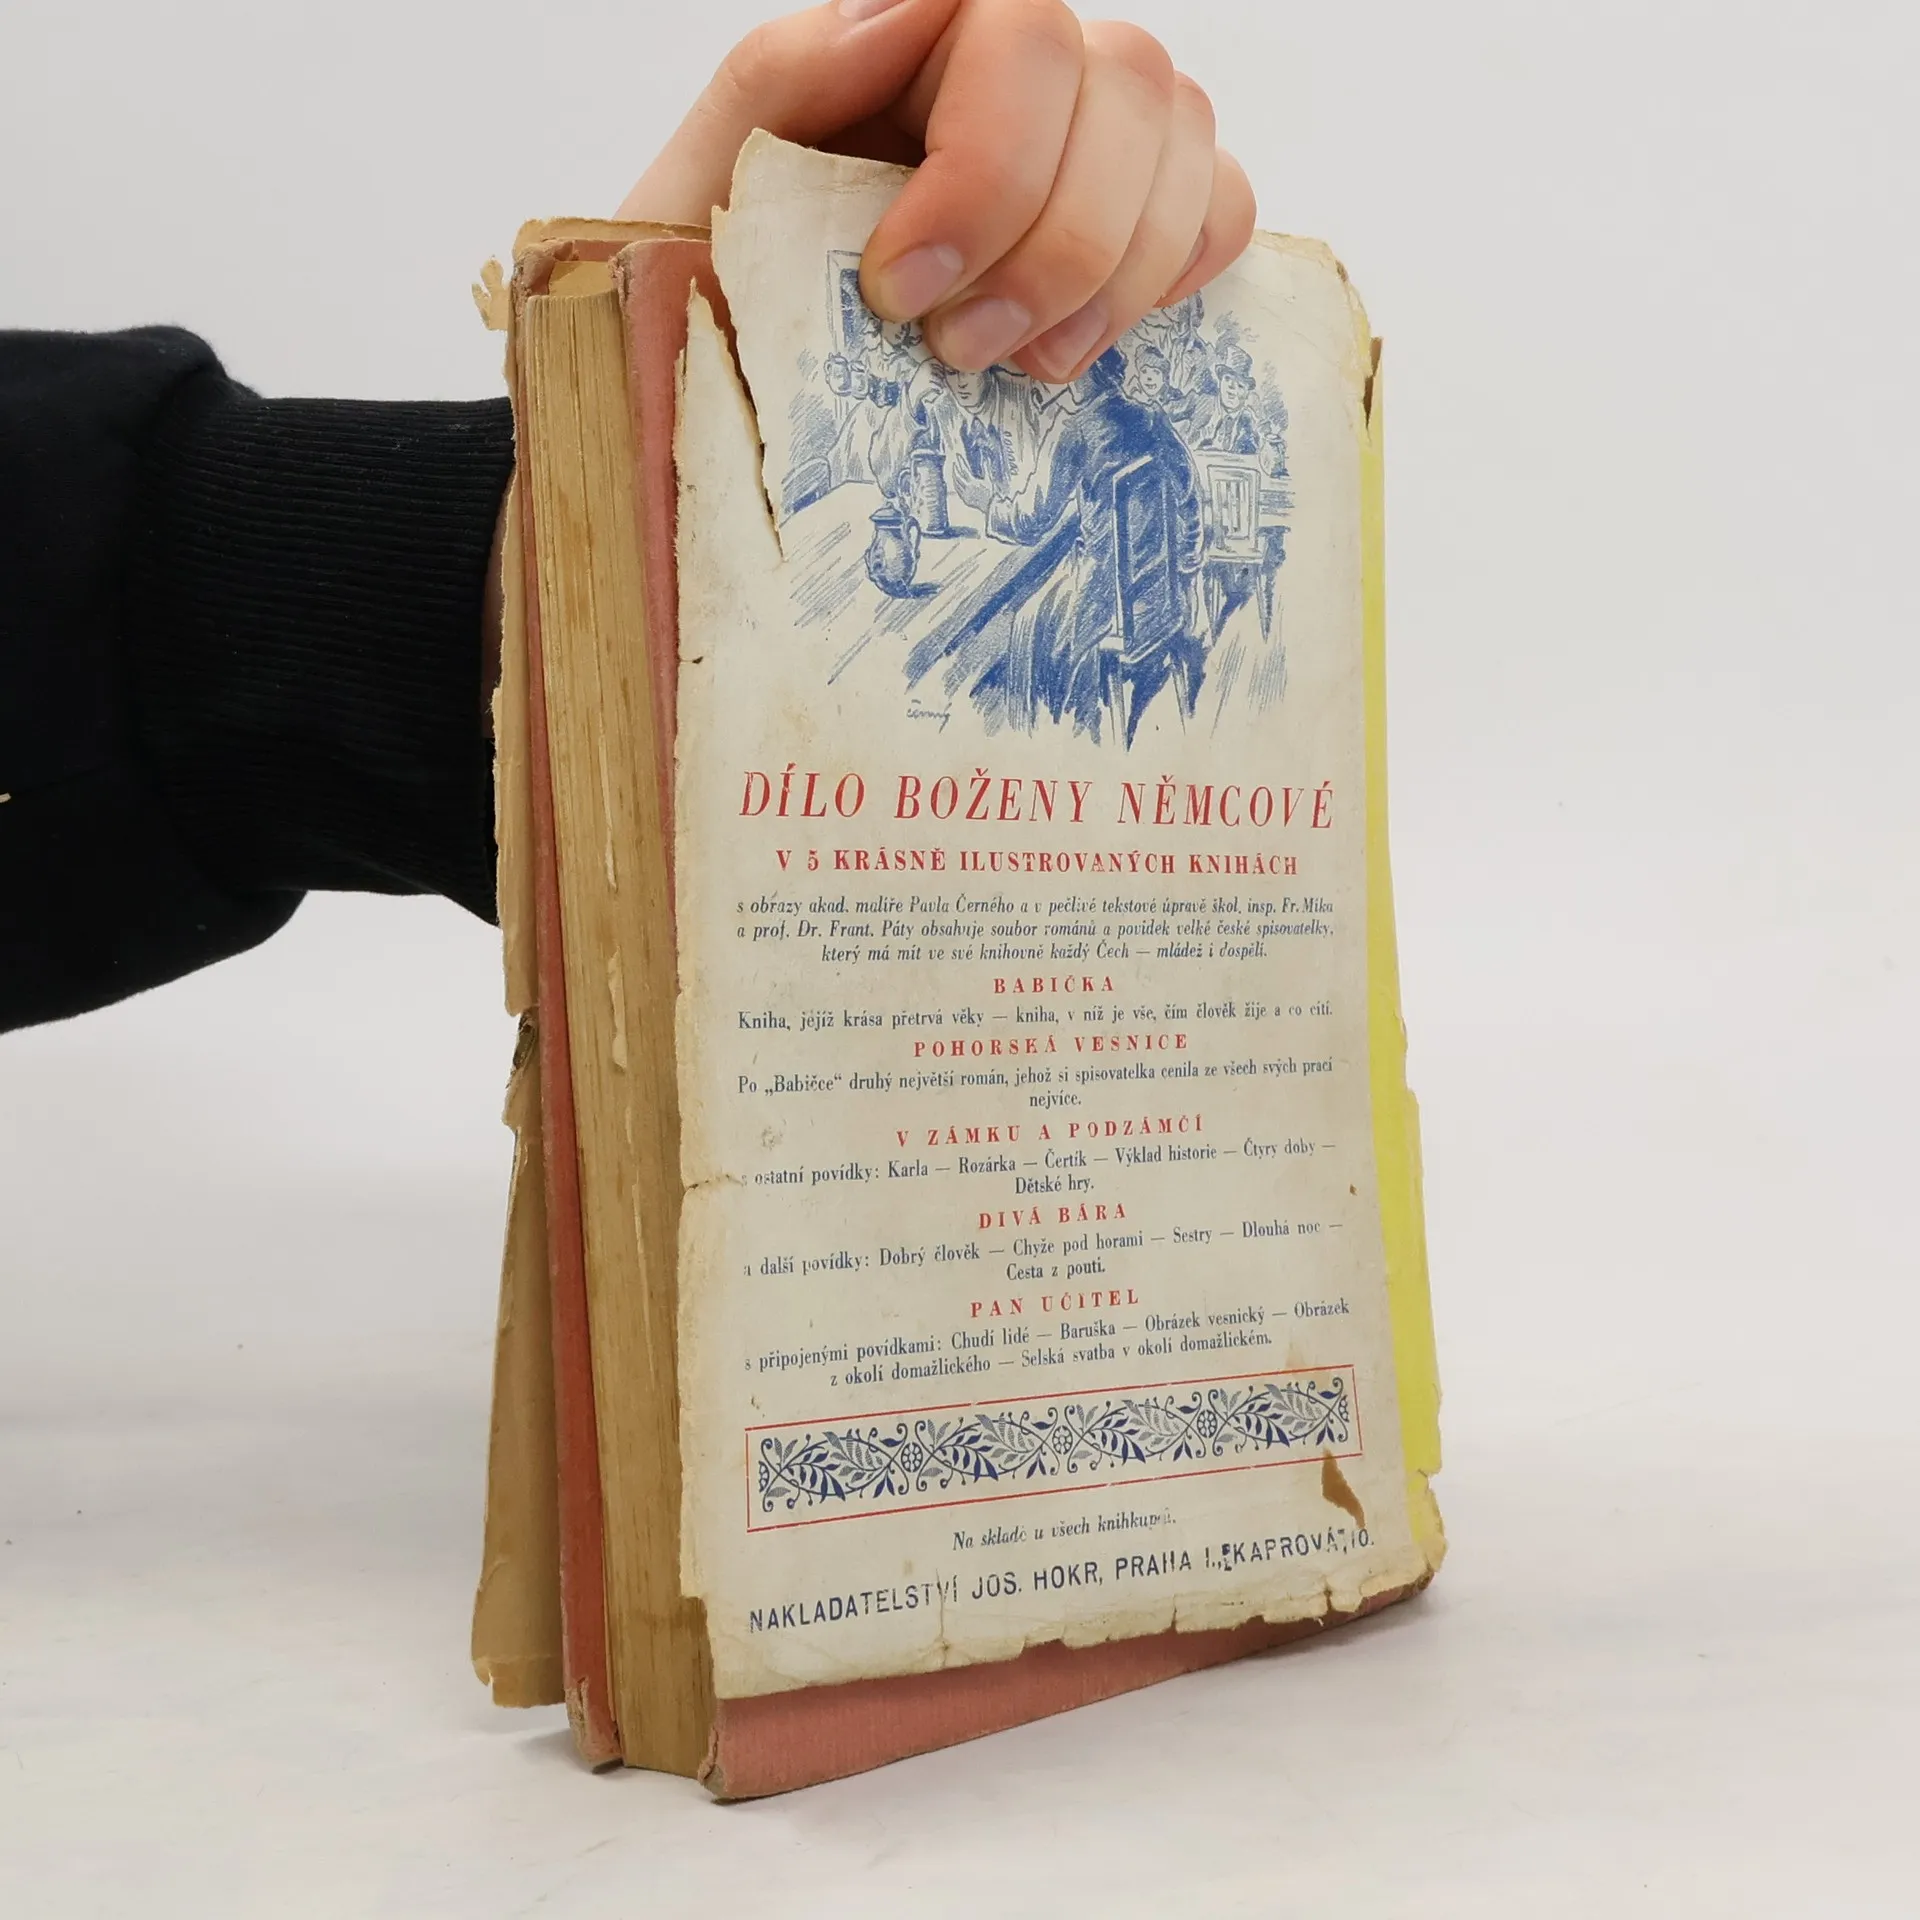 DÍLO BOŽENY NĚMCOVÉ
V 5 KRÁSNĚ ILUSTROVANÝCH KNIHÁCH
s obrazy akad. malíře Pavla Černého a v pečlivé tekstové úpravě škol. insp. Fr. Mika
a prof. Dr. Frant. Páty obsahuje soubor románů a povídek velké české spisovatelky,
který má mít ve své knihovně každý Čech — mládež i dospělí.
BABIČKA
Kniha, jejíž krása přetrvá věky — kniha, v níž je vše, čím člověk žije a co cítí.
POHORSKÁ VESNICE
Po „Babičce“ druhý největší román, jehož si spisovatelka cenila ze všech svých prací
nejvíce.
V ZÁMKU A PODZÁMČÍ
s ostatní povídky: Karla — Rozárka — Čertík — Výklad historie — Čtyry doby —
Dětské hry.
DIVÁ BÁRA
a další povídky: Dobrý člověk — Chyže pod horami — Sestry — Dlouhá noc —
Cesta z pouti.
PAN UČITEL
s připojenými povídkami: Chudí lidé — Baruška — Obrázek vesnický — Obrázek
z okolí domažlického — Selská svatba v okolí domažlickém.
Na skladě u všech knihkupců.
NAKLADATELSTVÍ JOS. HOKR, PRAHA I., KAPROVÁ 10.
černý